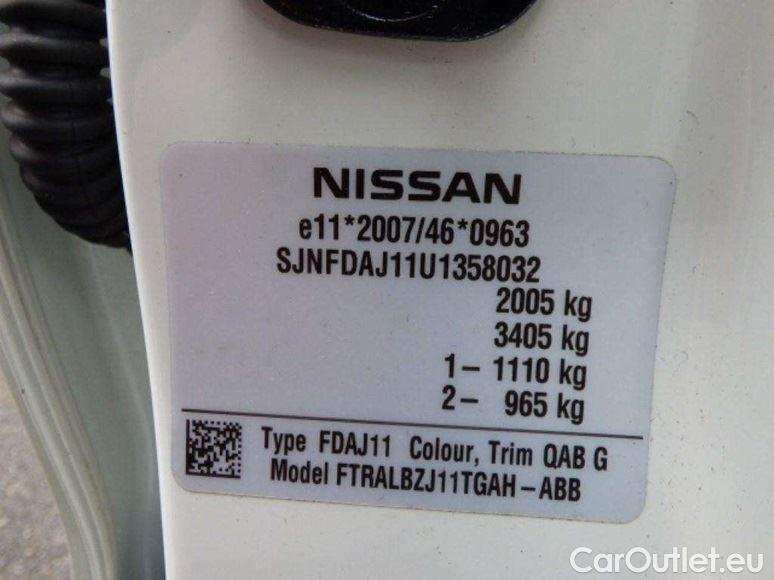 NISSAN
e11*2007/46*0963
SJNFDAJ11U1358032
2005 kg
3405 kg
1- 1110 kg
2- 965 kg
Type FDAJ11 Colour, Trim QAB G
Model FTRALBZJ11TGAH-ABB
CarOutlet.eu